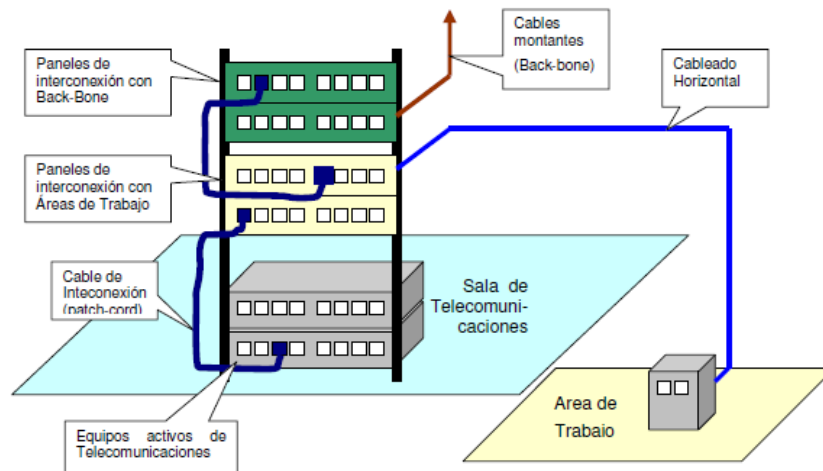 Paneles de
interconexión con
Back-Bone
Cables
montantes
(Back-bone)
Cableado
Horizontal
Paneles de
interconexión con
Áreas de Trabajo
Cable de
Inteconexión
(patch-cord)
Sala de
Telecomuni-
caciones
Equipos activos de
Telecomunicaciones
Area de
Trabaio